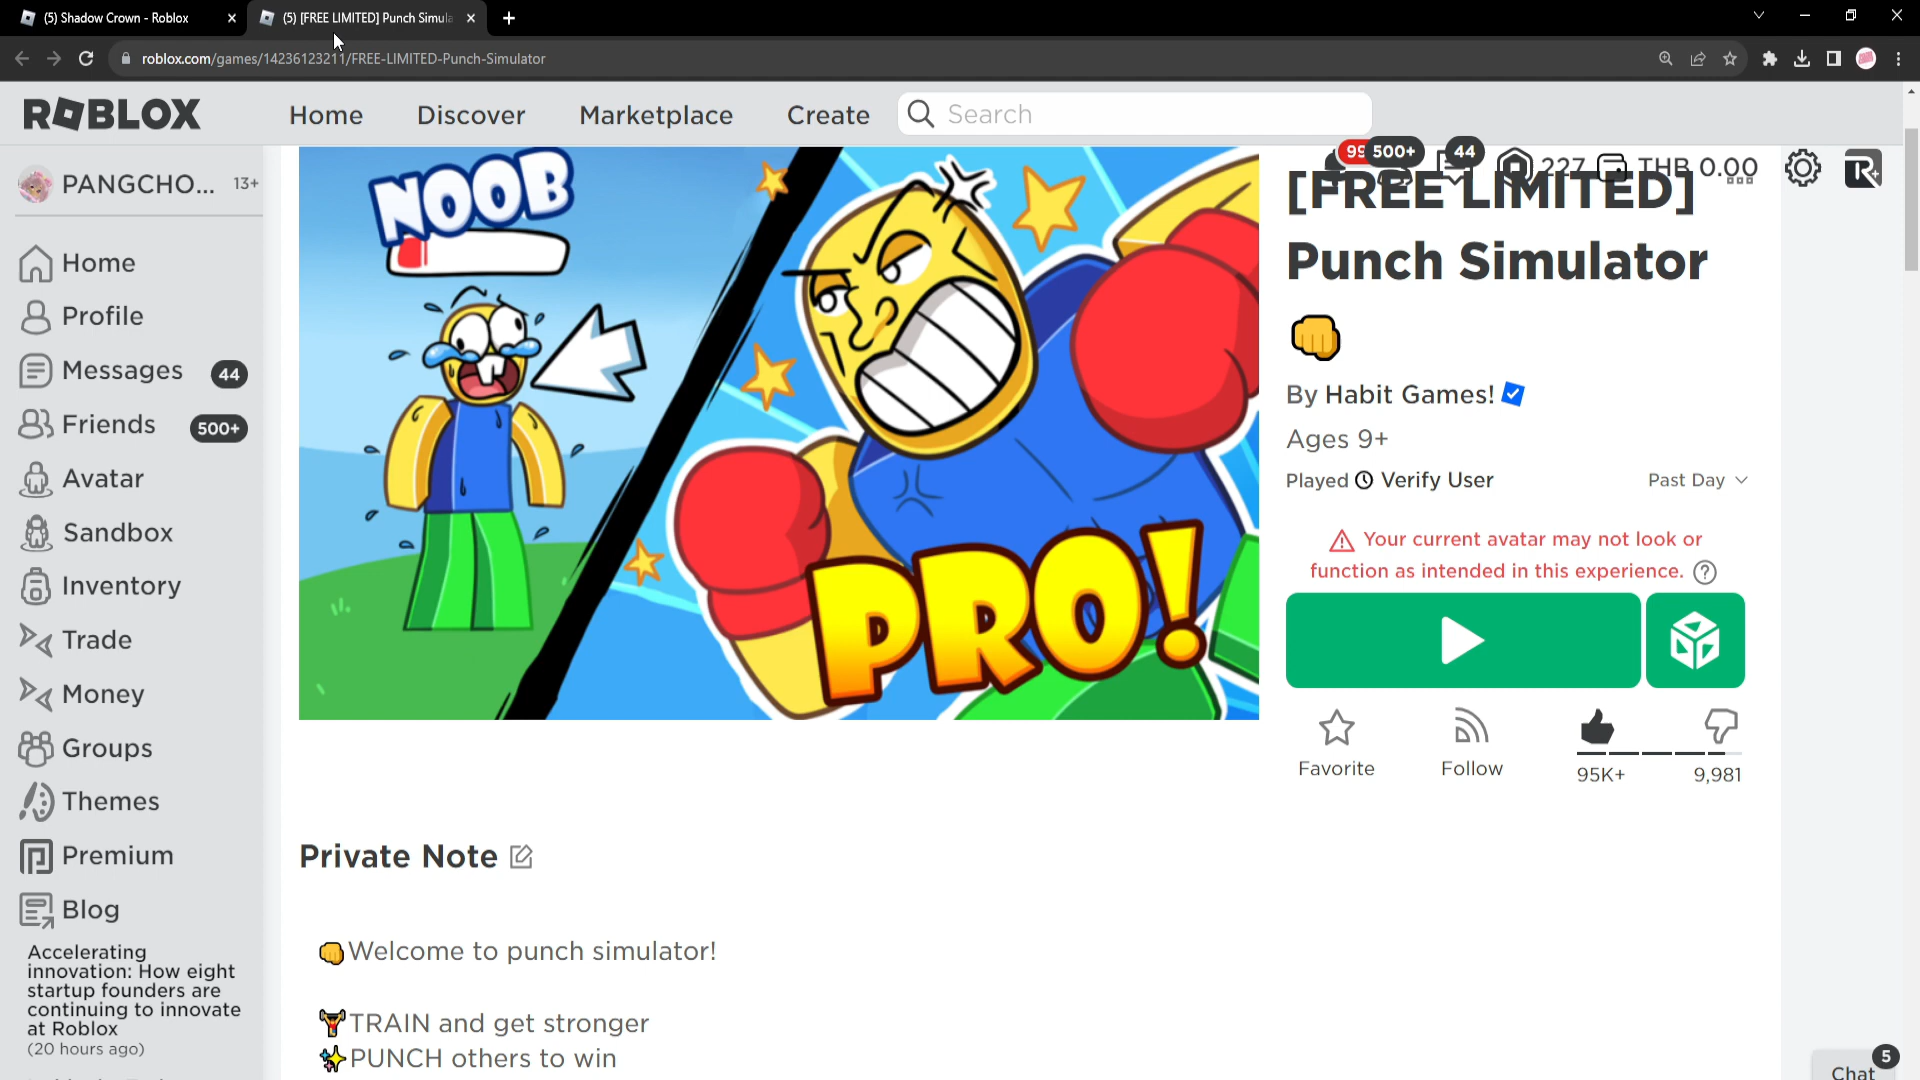 (5) Shadow Crown - Roblox
(5) [FREE LIMITED] Punch Simula
roblox.com/games/14236123211/FREE-LIMITED-Punch-Simulator
ROBLOX
Home
Discover
Marketplace
Create
Search
99
500+
44
227
THB 0.00
PANGCHO... 13+
Home
Profile
Messages 44
Friends 500+
Avatar
Sandbox
Inventory
Trade
Money
Groups
Themes
Premium
Blog
Accelerating
innovation: How eight
startup founders are
continuing to innovate
at Roblox
(20 hours ago)
NOOB
PRO!
[FREE LIMITED]
Punch Simulator
👊
By Habit Games!
Ages 9+
Played Verify User
Past Day
Your current avatar may not look or
function as intended in this experience.
Favorite
Follow
95K+
9,981
Private Note
👊Welcome to punch simulator!
🏋TRAIN and get stronger
✨PUNCH others to win
Chat 5